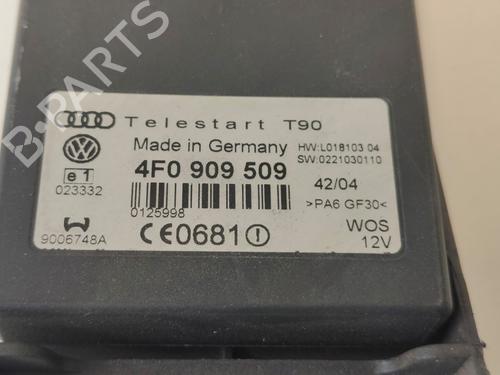 B-PARTS
Telestart T90
Made in Germany
HW:L018103 04
SW:0221030110
4F0 909 509
e1
023332
42/04
>PA6 GF30<
0125998
9006748A
CE0681
WOS
12V